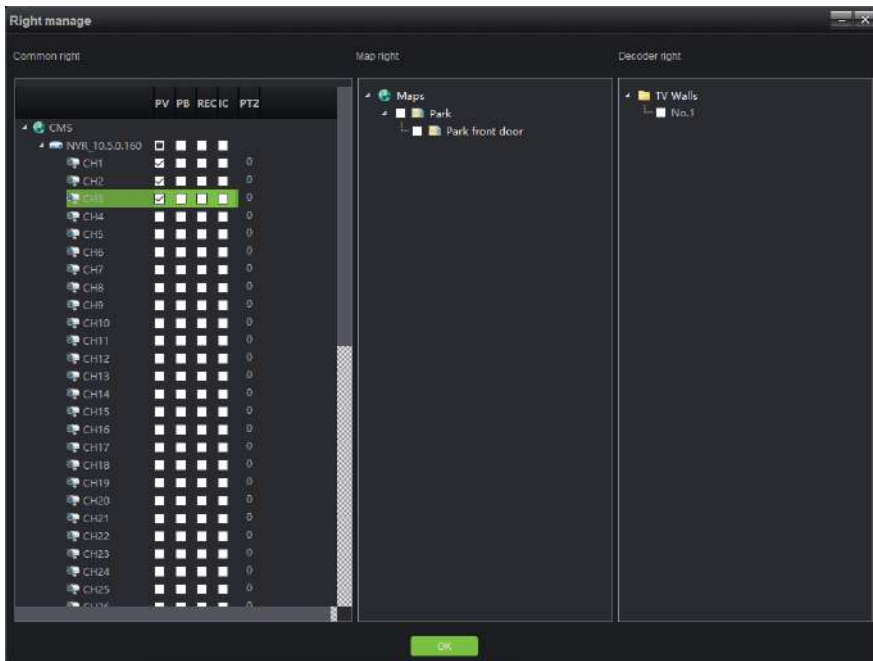 Right manage
Common right
Map right
Decoder right
PV PB REC IC PTZ
CMS
NVR_10.5.0.160
CH1 0
CH2 0
CH3 0
CH4 0
CH5 0
CH6 0
CH7 0
CH8 0
CH9 0
CH10 0
CH11 0
CH12 0
CH13 0
CH14 0
CH15 0
CH16 0
CH17 0
CH18 0
CH19 0
CH20 0
CH21 0
CH22 0
CH23 0
CH24 0
CH25 0
CH26 0
Maps
Park
Park front door
TV Walls
No.1
OK